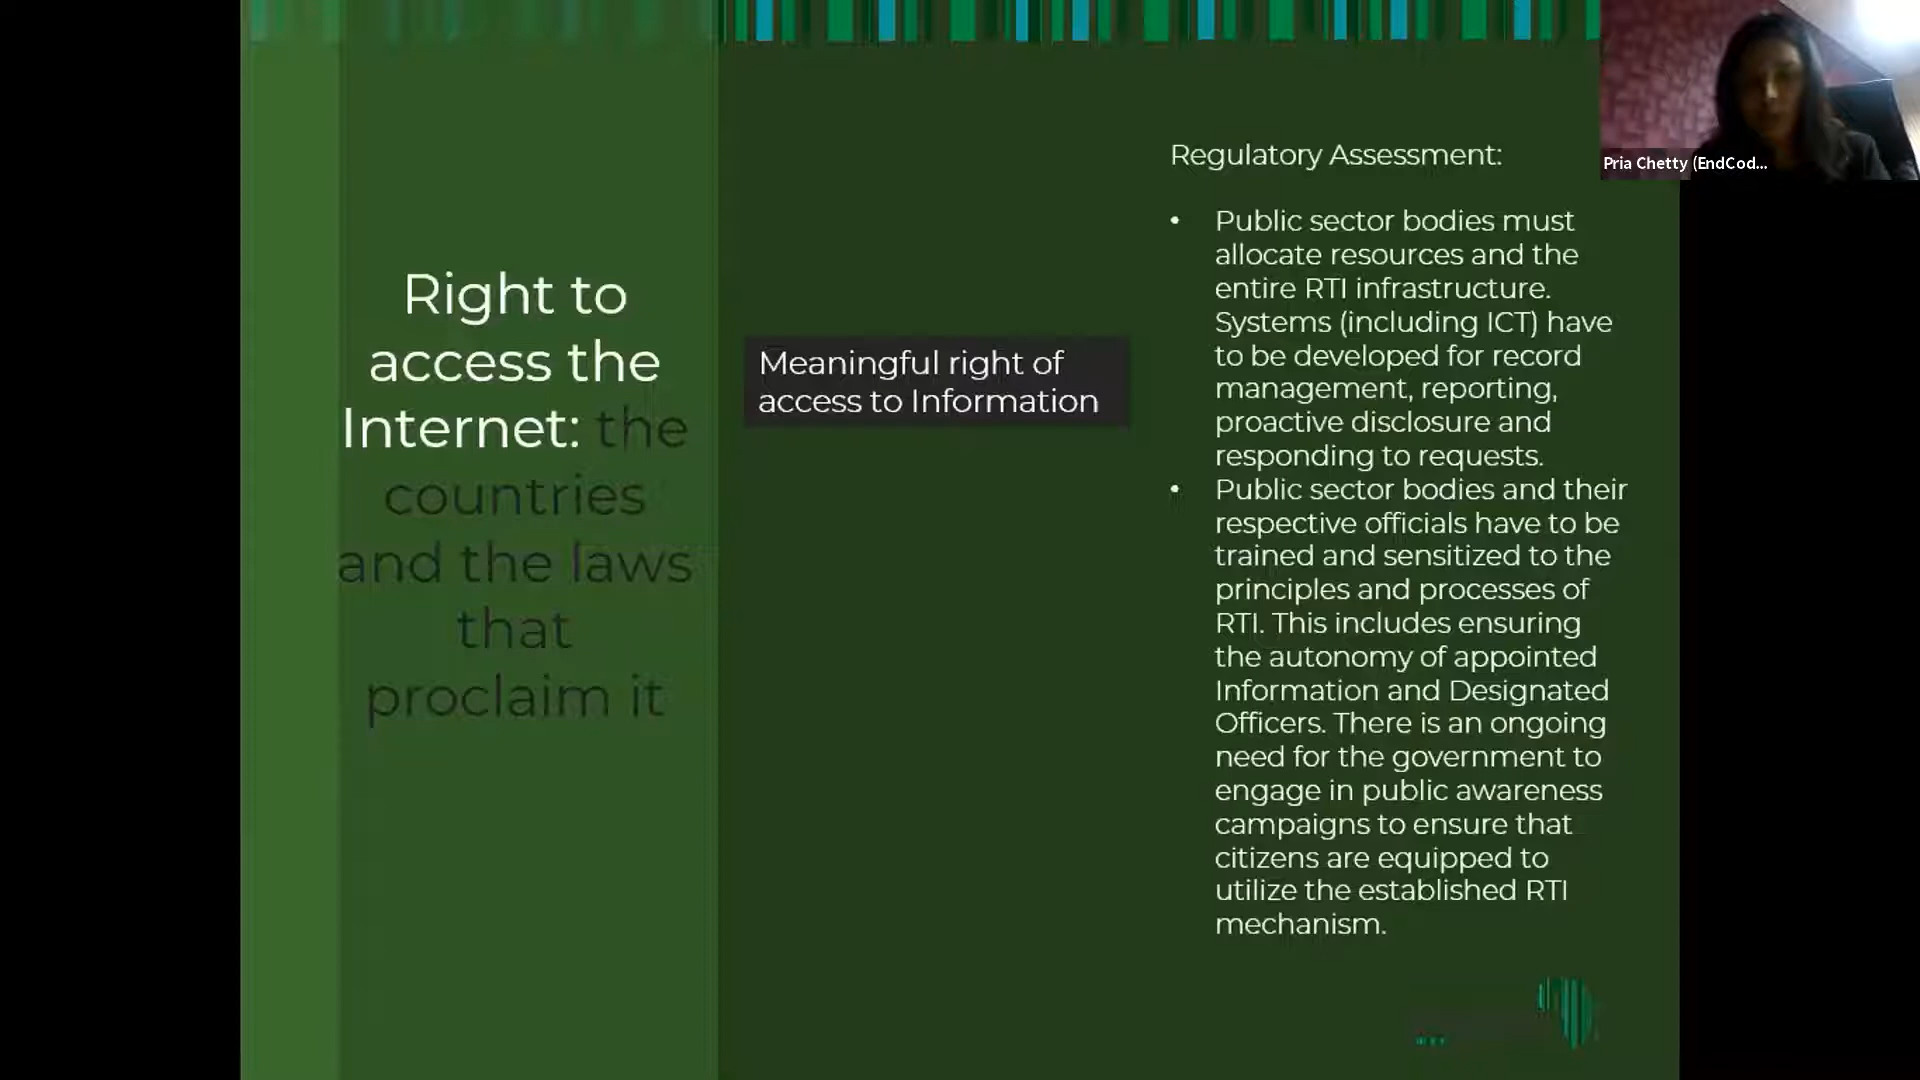 Right to
access the
Internet: the
countries
and the laws
that
proclaim it
Meaningful right of
access to Information
Regulatory Assessment:
• Public sector bodies must
allocate resources and the
entire RTI infrastructure.
Systems (including ICT) have
to be developed for record
management, reporting,
proactive disclosure and
responding to requests.
• Public sector bodies and their
respective officials have to be
trained and sensitized to the
principles and processes of
RTI. This includes ensuring
the autonomy of appointed
Information and Designated
Officers. There is an ongoing
need for the government to
engage in public awareness
campaigns to ensure that
citizens are equipped to
utilize the established RTI
mechanism.
Pria Chetty (EndCod...